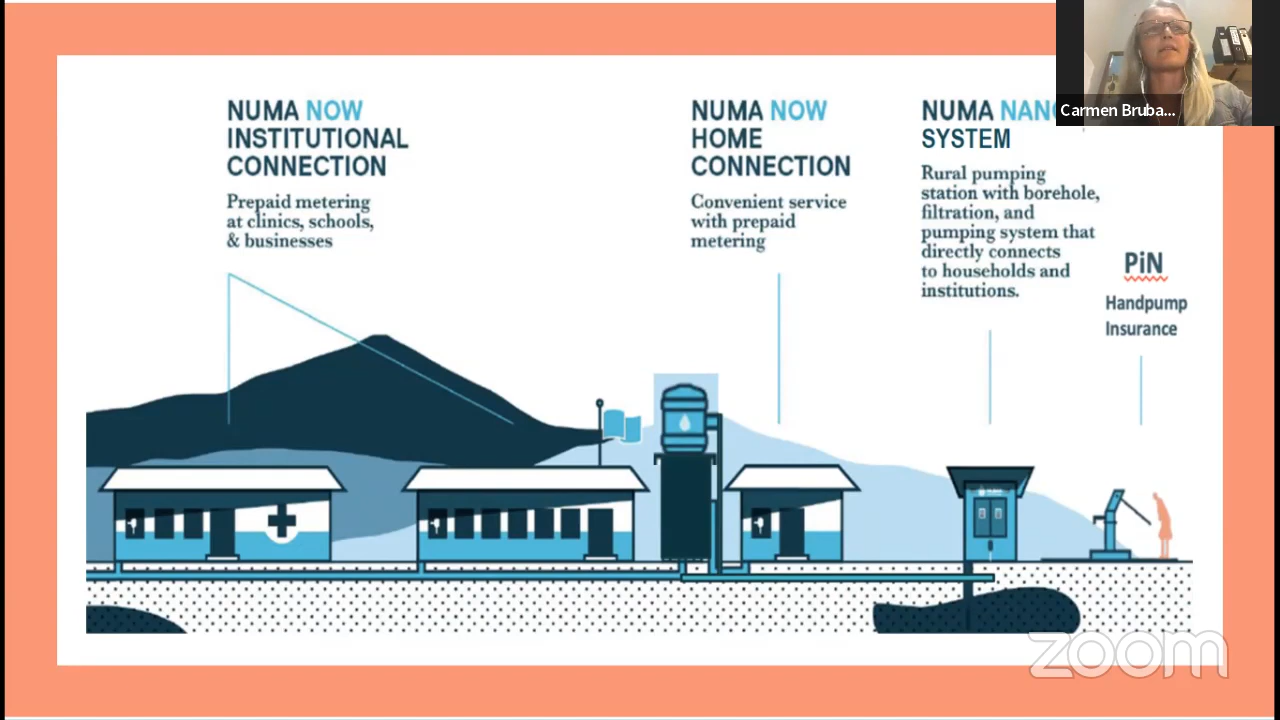 NUMA NOW
INSTITUTIONAL
CONNECTION
Prepaid metering
at clinics, schools,
& businesses
NUMA NOW
HOME
CONNECTION
Convenient service
with prepaid
metering
NUMA
SYSTEM
Rural pumping
station with borehole,
filtration, and
pumping system that
directly connects
to households and
institutions.
PiN
Handpump
Insurance
Carmen Bruba...
zoom